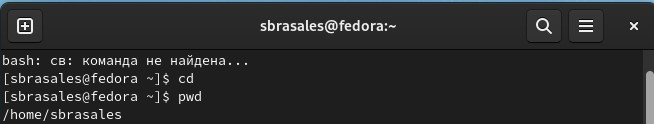 sbrasales@fedora:~
bash: св: команда не найдена...
[sbrasales@fedora ~]$ cd
[sbrasales@fedora ~]$ pwd
/home/sbrasales